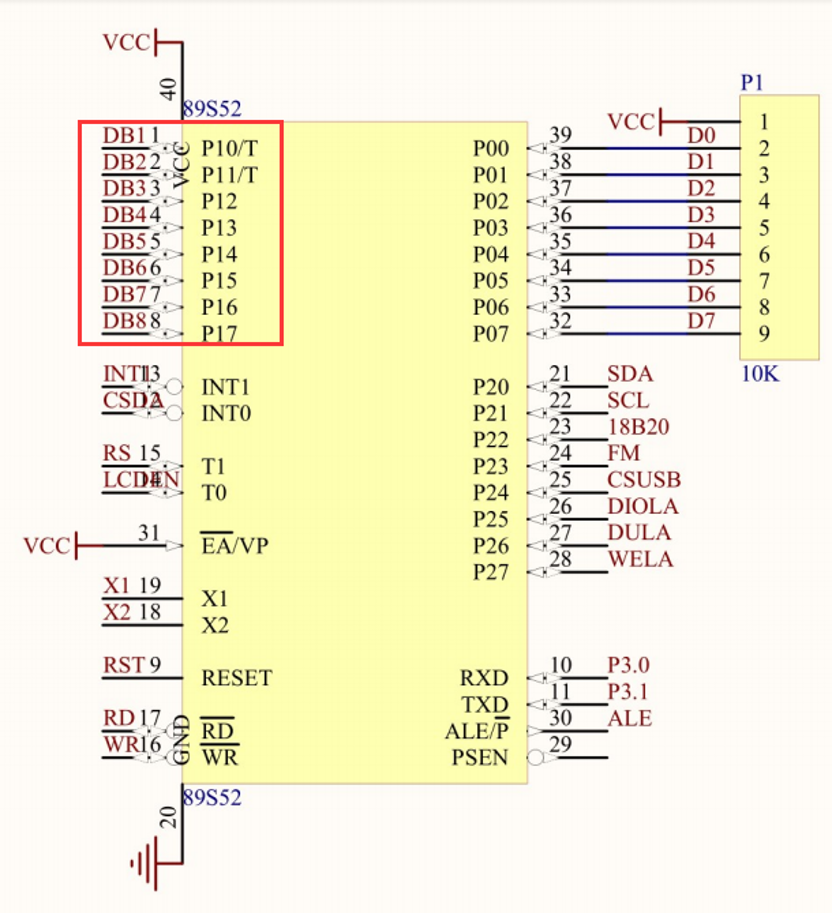 VCC
40
89S52
P1
DB1 1 P10/T
VCC
DB2 2 P11/T
DB3 3 P12
DB4 4 P13
DB5 5 P14
DB6 6 P15
DB7 7 P16
DB8 8 P17
P00 39 D0 2
P01 38 D1 3
P02 37 D2 4
P03 36 D3 5
P04 35 D4 6
P05 34 D5 7
P06 33 D6 8
P07 32 D7 9
VCC 1
10K
INT1 13 INT1
CSDA 12 INT0
RS 15 T1
LCDEN 14 T0
VCC 31 EA/VP
X1 19 X1
X2 18 X2
RST 9 RESET
RD 17 RD
WR 16 WR
GND
P20 21 SDA
P21 22 SCL
P22 23 18B20
P23 24 FM
P24 25 CSUSB
P25 26 DIOLA
P26 27 DULA
P27 28 WELA
RXD 10 P3.0
TXD 11 P3.1
ALE/P 30 ALE
PSEN 29
89S52
20